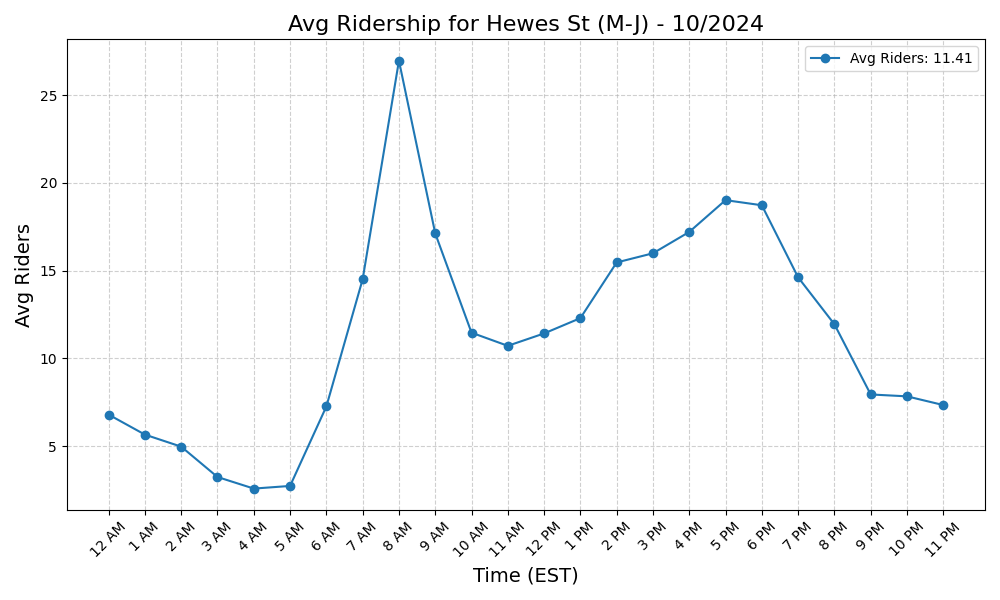 Avg Ridership for Hewes St (M-J) - 10/2024
Avg Riders: 11.41
Avg Riders
25
20
15
10
5
12 AM
1 AM
2 AM
3 AM
4 AM
5 AM
6 AM
7 AM
8 AM
9 AM
10 AM
11 AM
12 PM
1 PM
2 PM
3 PM
4 PM
5 PM
6 PM
7 PM
8 PM
9 PM
10 PM
11 PM
Time (EST)